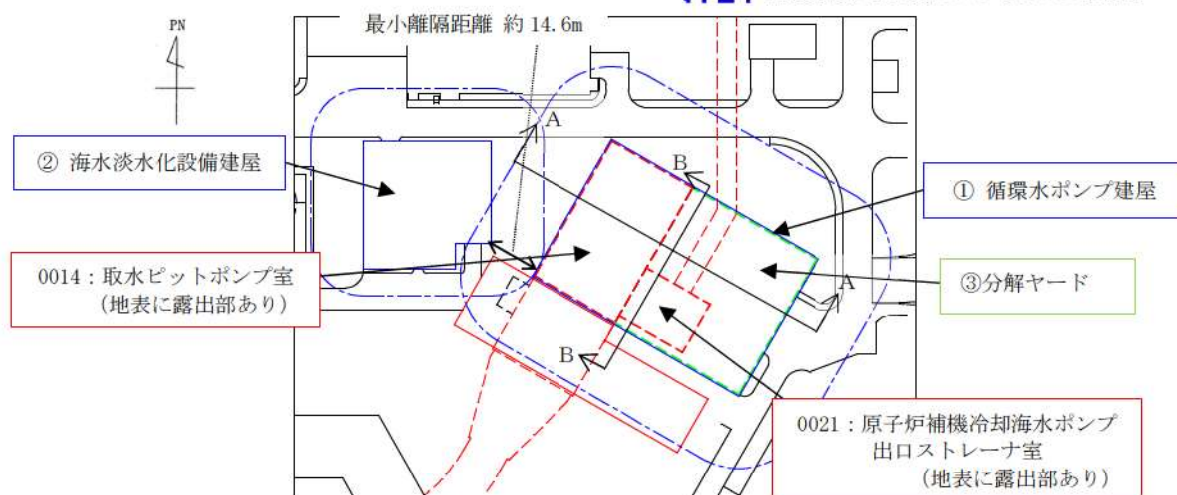 最小離隔距離 約 14.6m
PN
A
② 海水淡水化設備建屋
B
① 循環水ポンプ建屋
0014：取水ピットポンプ室
（地表に露出部あり）
③分解ヤード
A
B
0021：原子炉補機冷却海水ポンプ
出口ストレーナ室
（地表に露出部あり）